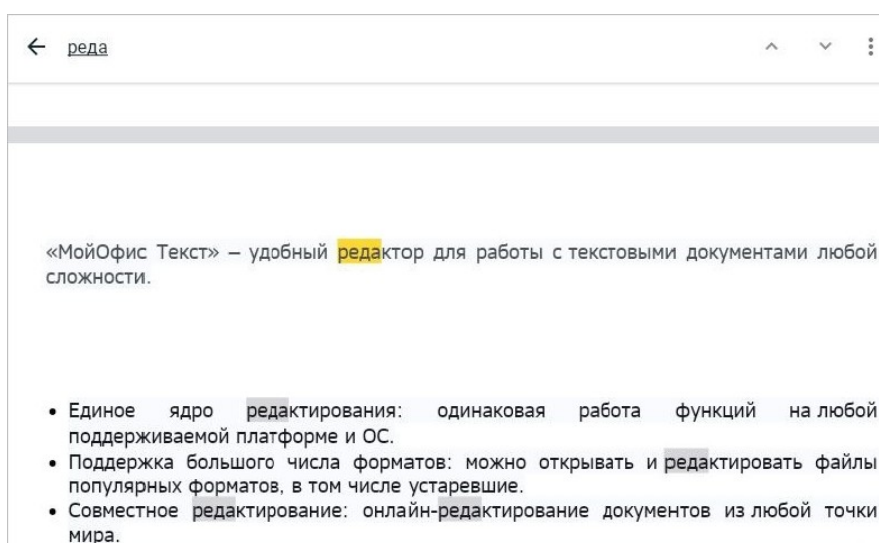 реда
«МойОфис Текст» – удобный редактор для работы с текстовыми документами любой
сложности.
• Единое ядро редактирования: одинаковая работа функций на любой
поддерживаемой платформе и ОС.
• Поддержка большого числа форматов: можно открывать и редактировать файлы
популярных форматов, в том числе устаревшие.
• Совместное редактирование: онлайн-редактирование документов из любой точки
мира.